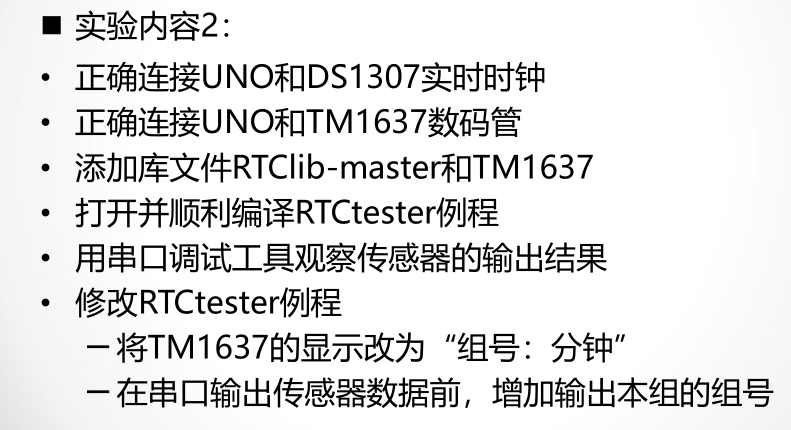 ■ 实验内容2：
• 正确连接UNO和DS1307实时时钟
• 正确连接UNO和TM1637数码管
• 添加库文件RTClib-master和TM1637
• 打开并顺利编译RTCtester例程
• 用串口调试工具观察传感器的输出结果
• 修改RTCtester例程
– 将TM1637的显示改为“组号：分钟”
– 在串口输出传感器数据前，增加输出本组的组号